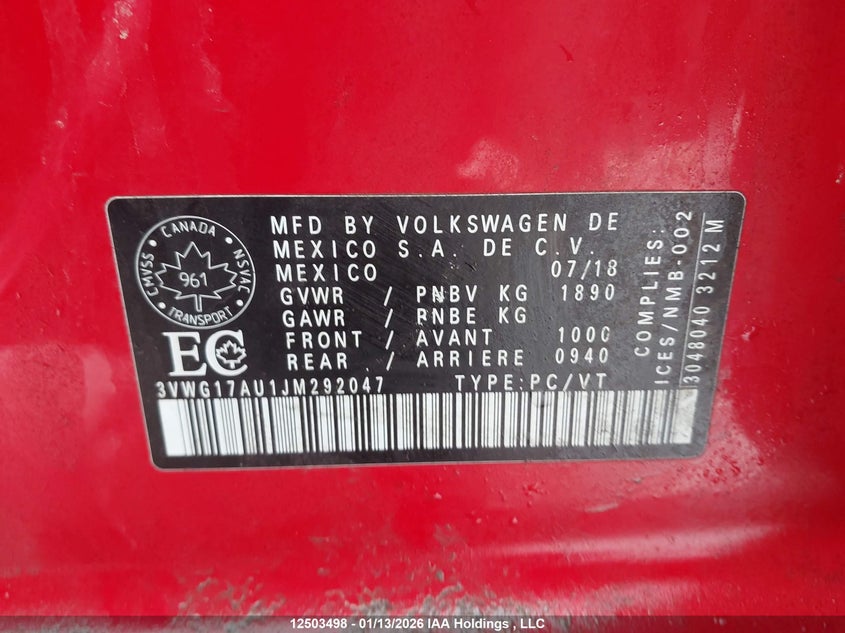 CANADA
CMVSS
NSVAC
961
TRANSPORT
EC
MFD BY VOLKSWAGEN DE
MEXICO S.A. DE C.V.
MEXICO 07/18
GVWR / PNBV KG 1890
GAWR / PNBE KG
FRONT / AVANT 1000
REAR / ARRIERE 0940
3VWG17AU1JM292047 TYPE:PC/VT
COMPLIES:
ICES/NMB-002
3048040 3212M
12503498 - 01/13/2026 IAA Holdings , LLC